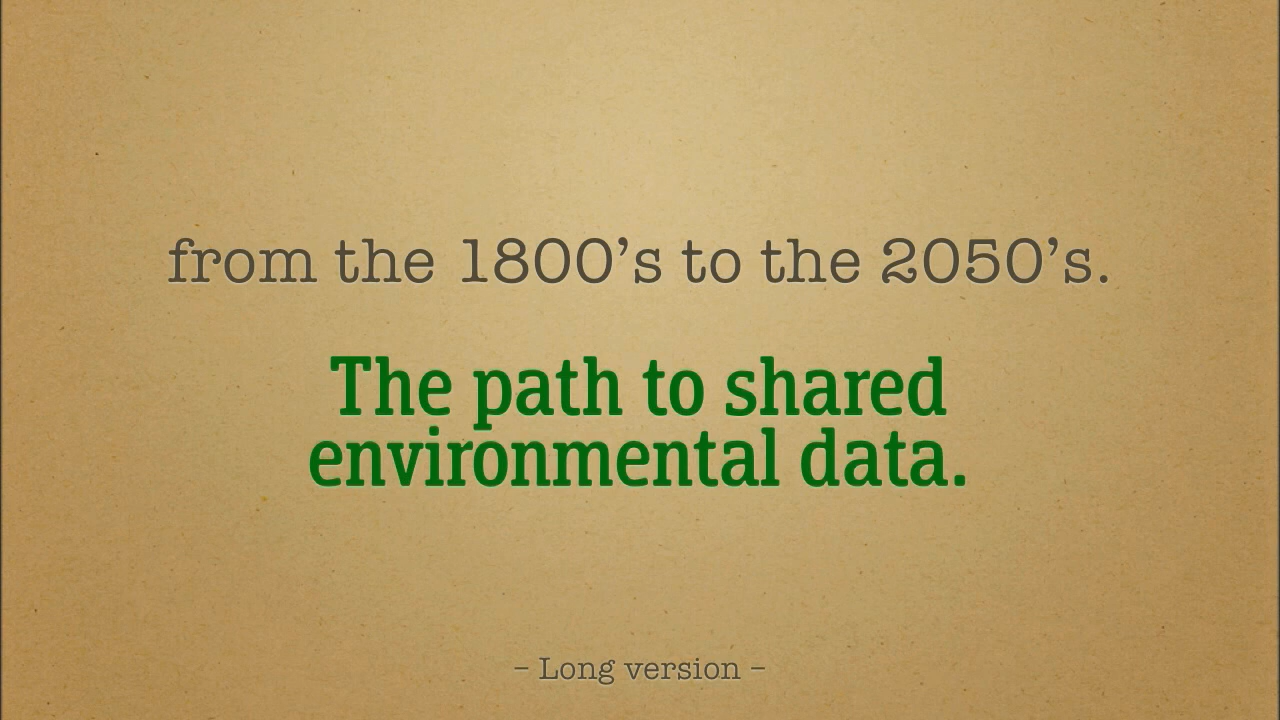 from the 1800’s to the 2050’s.
The path to shared
environmental data.
– Long version –